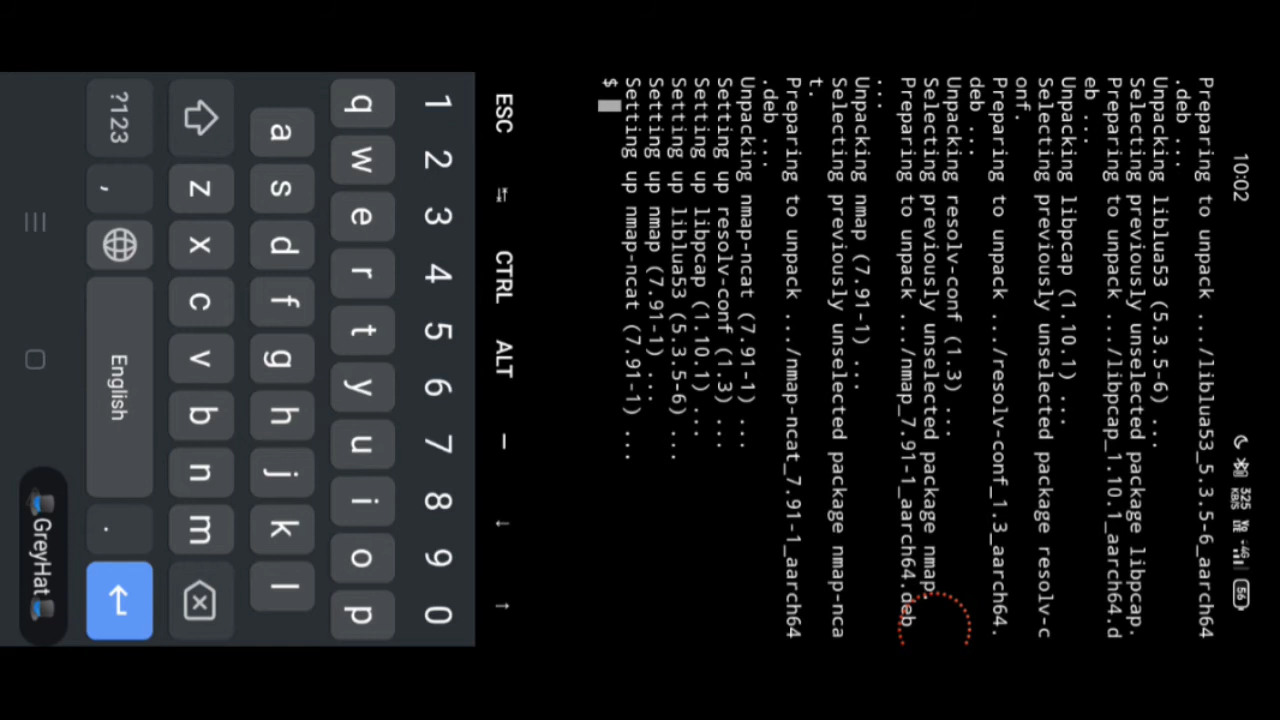 10:02
325
KB/S
Vo
LTE
4G
56
Preparing to unpack .../liblua53_5.3.5-6_aarch64
.deb ...
Unpacking liblua53 (5.3.5-6) ...
Selecting previously unselected package libpcap.
Preparing to unpack .../libpcap_1.10.1_aarch64.d
eb ...
Unpacking libpcap (1.10.1) ...
Selecting previously unselected package resolv-c
onf.
Preparing to unpack .../resolv-conf_1.3_aarch64.
deb ...
Unpacking resolv-conf (1.3) ...
Selecting previously unselected package nmap.
Preparing to unpack .../nmap_7.91-1_aarch64.deb
...
Unpacking nmap (7.91-1) ...
Selecting previously unselected package nmap-nca
t.
Preparing to unpack .../nmap-ncat_7.91-1_aarch64
.deb ...
Unpacking nmap-ncat (7.91-1) ...
Setting up resolv-conf (1.3) ...
Setting up libpcap (1.10.1) ...
Setting up liblua53 (5.3.5-6) ...
Setting up nmap (7.91-1) ...
Setting up nmap-ncat (7.91-1) ...
$
ESC CTRL ALT – ↓ ↑
1 2 3 4 5 6 7 8 9 0
q w e r t y u i o p
a s d f g h j k l
z x c v b n m
?123 , English .
GreyHat